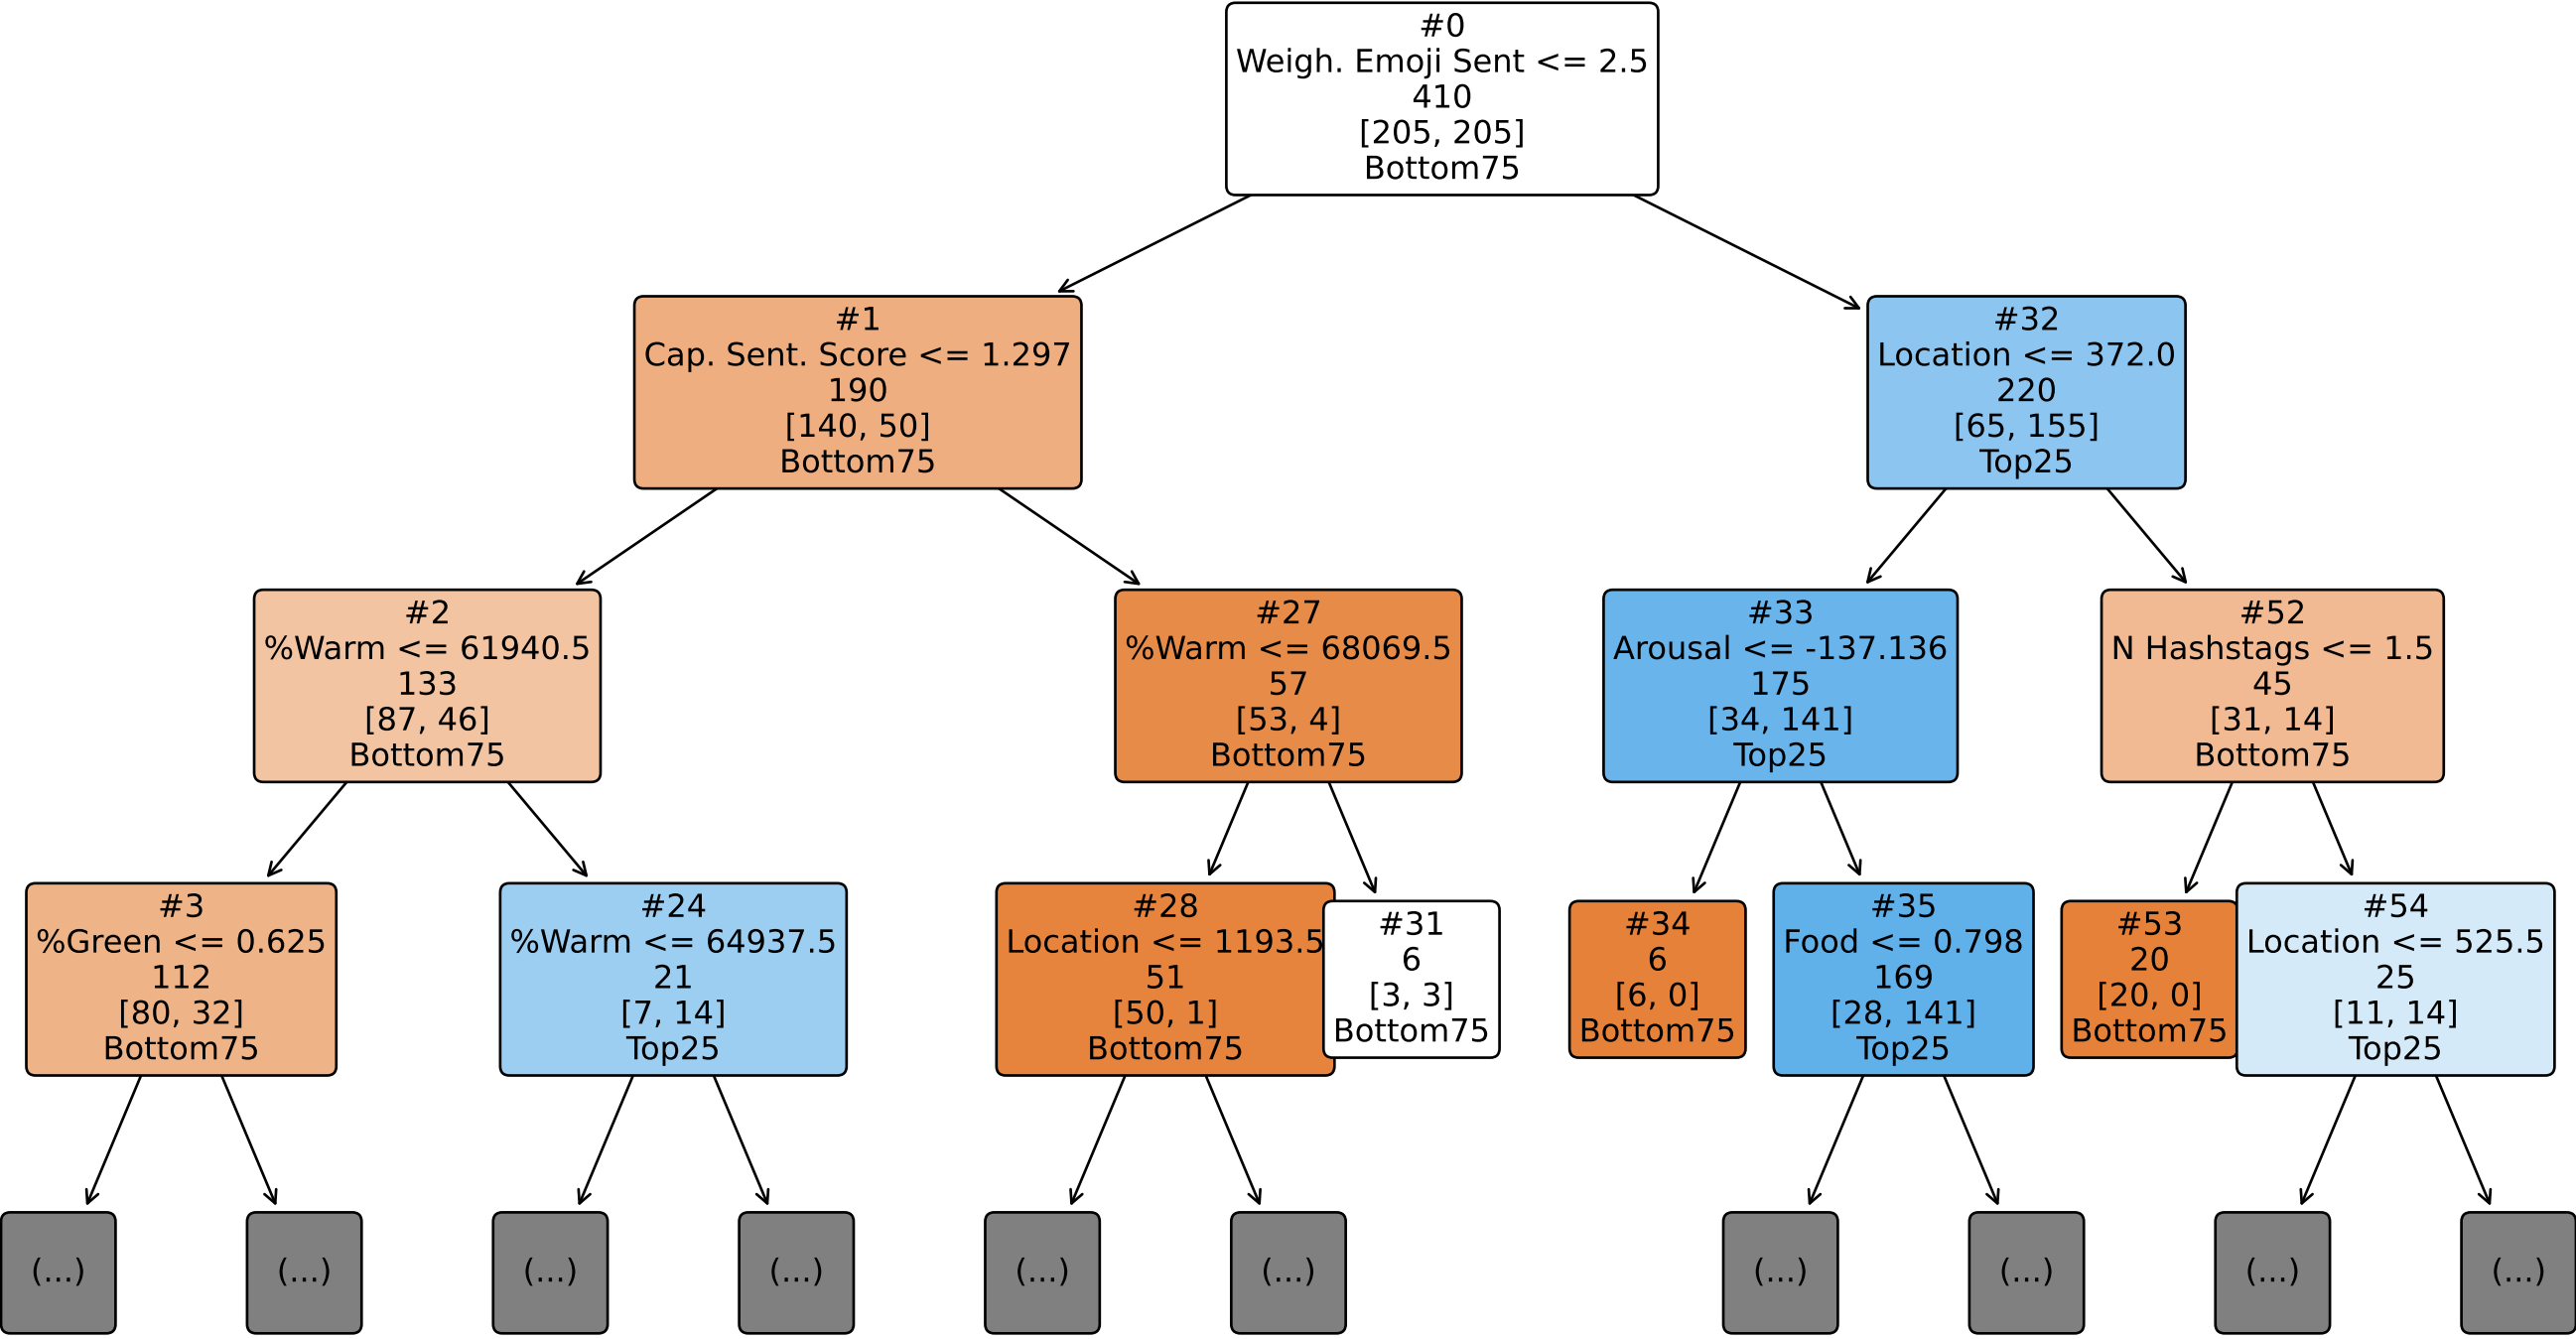 #0
Weigh. Emoji Sent <= 2.5
410
[205, 205]
Bottom75
#1
Cap. Sent. Score <= 1.297
190
[140, 50]
Bottom75
#32
Location <= 372.0
220
[65, 155]
Top25
#2
%Warm <= 61940.5
133
[87, 46]
Bottom75
#27
%Warm <= 68069.5
57
[53, 4]
Bottom75
#33
Arousal <= -137.136
175
[34, 141]
Top25
#52
N Hashstags <= 1.5
45
[31, 14]
Bottom75
#3
%Green <= 0.625
112
[80, 32]
Bottom75
#24
%Warm <= 64937.5
21
[7, 14]
Top25
#28
Location <= 1193.5
51
[50, 1]
Bottom75
#31
6
[3, 3]
Bottom75
#34
6
[6, 0]
Bottom75
#35
Food <= 0.798
169
[28, 141]
Top25
#53
20
[20, 0]
Bottom75
#54
Location <= 525.5
25
[11, 14]
Top25
(...)
(...)
(...)
(...)
(...)
(...)
(...)
(...)
(...)
(...)